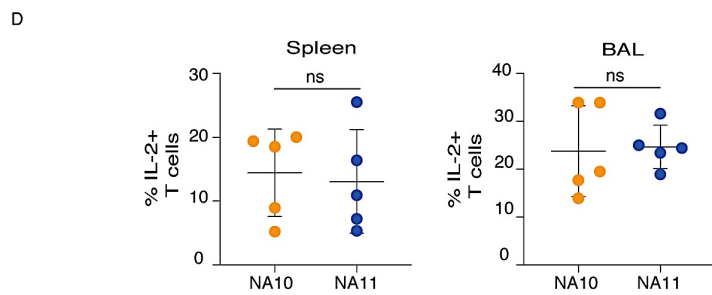 D
Spleen
ns
30
20
10
0
% IL-2+
T cells
NA10
NA11
BAL
ns
40
30
20
10
0
% IL-2+
T cells
NA10
NA11